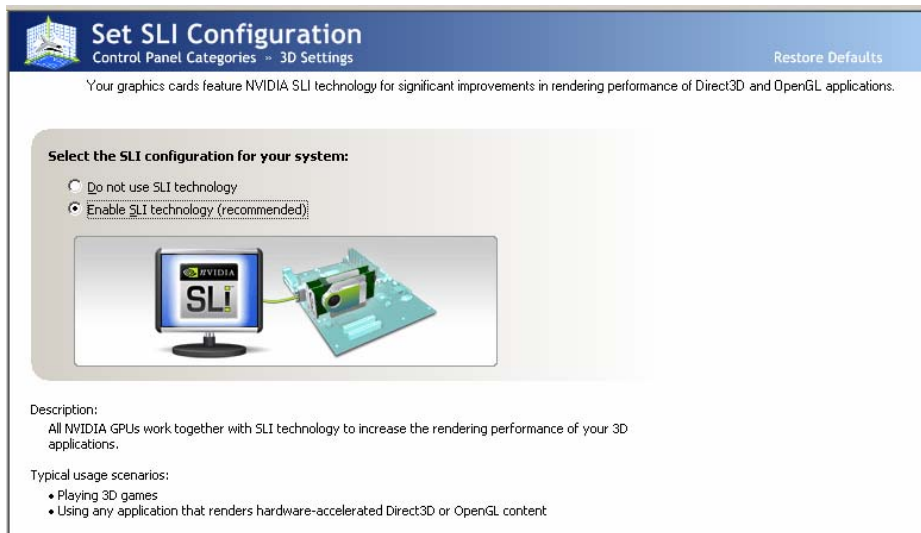 Set SLI Configuration
Control Panel Categories » 3D Settings
Restore Defaults
Your graphics cards feature NVIDIA SLI technology for significant improvements in rendering performance of Direct3D and OpenGL applications.
Select the SLI configuration for your system:
Do not use SLI technology
Enable SLI technology (recommended)
NVIDIA
SLI
Description:
All NVIDIA GPUs work together with SLI technology to increase the rendering performance of your 3D
applications.
Typical usage scenarios:
• Playing 3D games
• Using any application that renders hardware-accelerated Direct3D or OpenGL content